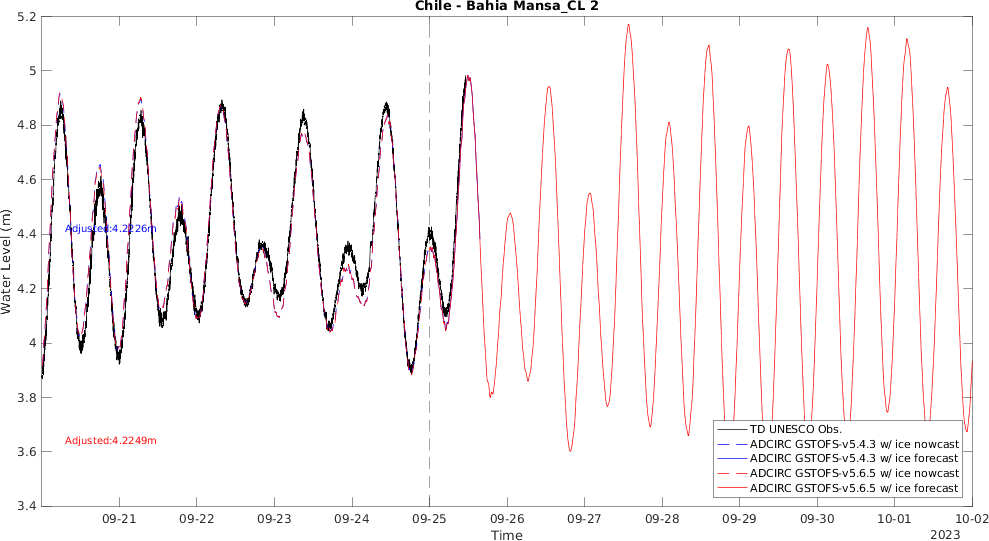 Chile - Bahia Mansa_CL 2
Water Level (m)
5.2
5
4.8
4.6
4.4
4.2
4
3.8
3.6
3.4
Adjusted:4.2226m
Adjusted:4.2249m
TD UNESCO Obs.
ADCIRC GSTOFS-v5.4.3 w/ ice nowcast
ADCIRC GSTOFS-v5.4.3 w/ ice forecast
ADCIRC GSTOFS-v5.6.5 w/ ice nowcast
ADCIRC GSTOFS-v5.6.5 w/ ice forecast
09-21 09-22 09-23 09-24 09-25 09-26 09-27 09-28 09-29 09-30 10-01 10-02
Time
2023